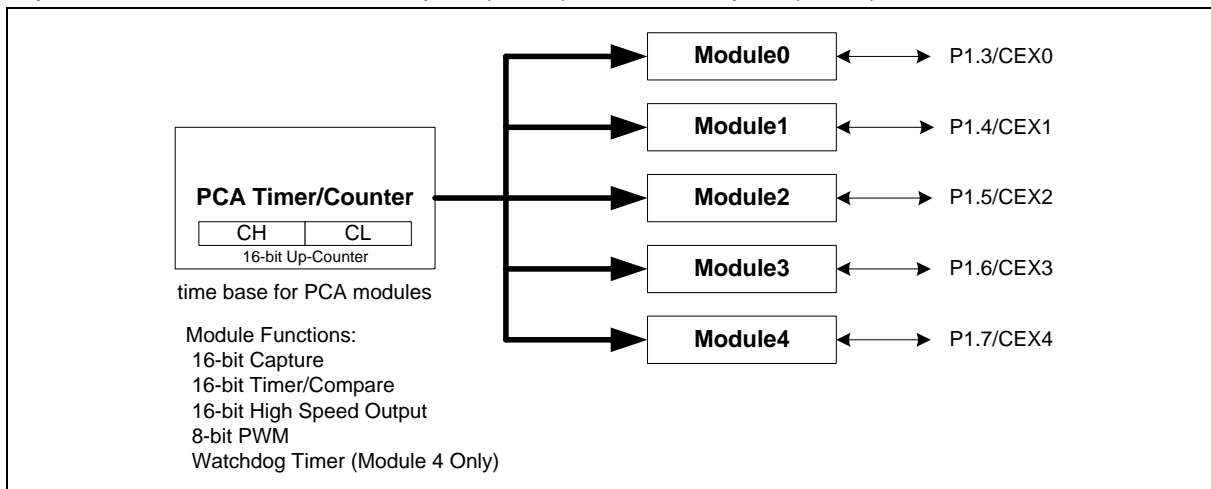 Module0
P1.3/CEX0
Module1
P1.4/CEX1
PCA Timer/Counter
CH CL
16-bit Up-Counter
time base for PCA modules
Module2
P1.5/CEX2
Module3
P1.6/CEX3
Module4
P1.7/CEX4
Module Functions:
16-bit Capture
16-bit Timer/Compare
16-bit High Speed Output
8-bit PWM
Watchdog Timer (Module 4 Only)